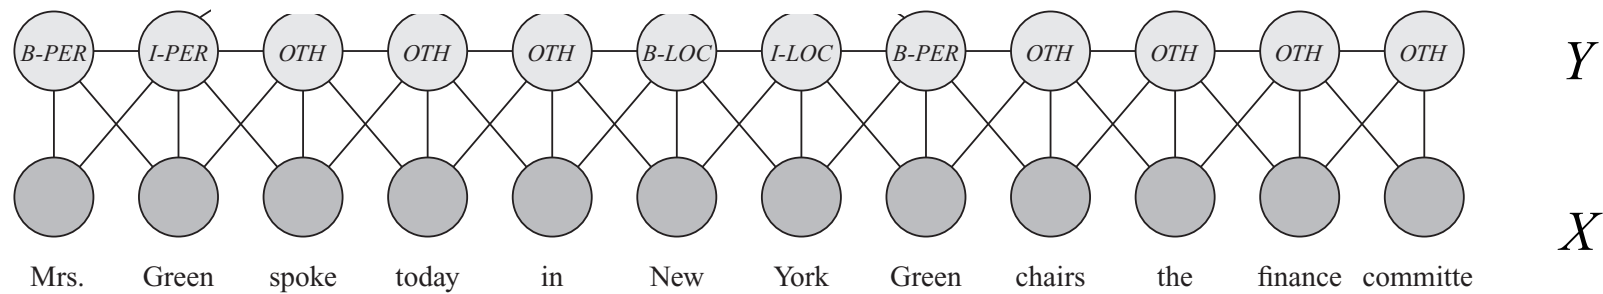 B-PER I-PER OTH OTH OTH B-LOC I-LOC B-PER OTH OTH OTH OTH Y
X
Mrs. Green spoke today in New York Green chairs the finance committe